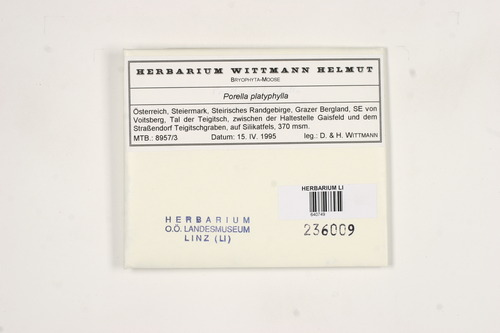 HERBARIUM WITTMANN HELMUT
BRYOPHYTA-MOOSE
Porella platyphylla
Österreich, Steiermark, Steirisches Randgebirge, Grazer Bergland, SE von
Voitsberg, Tal der Teigitsch, zwischen der Haltestelle Gaisfeld und dem
Straßendorf Teigitschgraben, auf Silikatfels, 370 msm.
MTB.: 8957/3 Datum: 15. IV. 1995 leg.: D. & H. WITTMANN
HERBARIUM LI
840749
HERBARIUM
O.Ö. LANDESMUSEUM
LINZ (LI)
236009